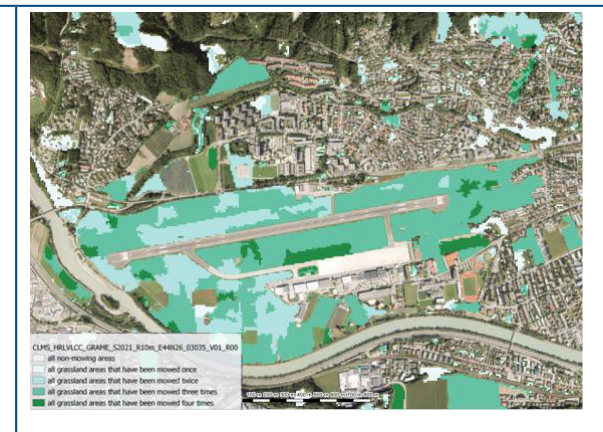 CLMS_HRLVLCC_GRAME_S2021_R10m_E44N26_03035_V01_R00
all non-mowing areas
all grassland areas that have been mowed once
all grassland areas that have been mowed twice
all grassland areas that have been mowed three times
all grassland areas that have been mowed four times